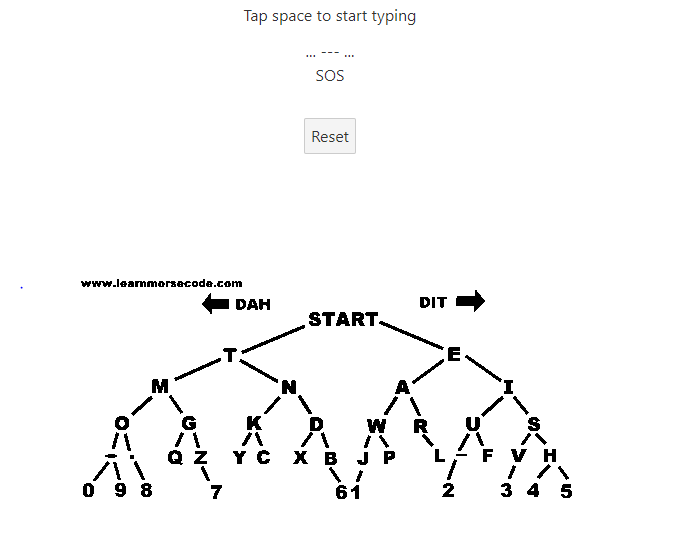 Tap space to start typing
... --- ...
SOS
Reset
www.learnmorsecode.com
DAH
DIT
START
T E
M N A I
O G K D W R U S
- . Q Z Y C X B J P L - F V H
0 9 8 7 6 1 2 3 4 5